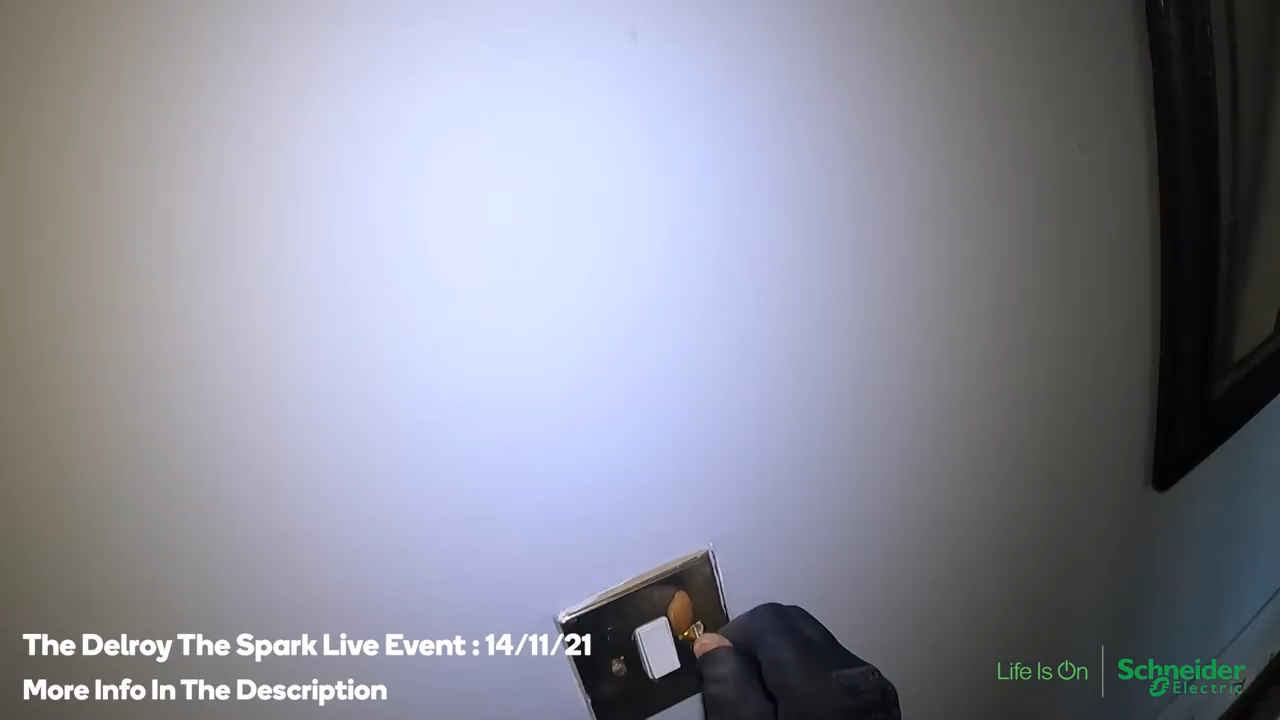 The Delroy The Spark Live Event : 14/11/21
More Info In The Description
Life Is On
Schneider
Electric